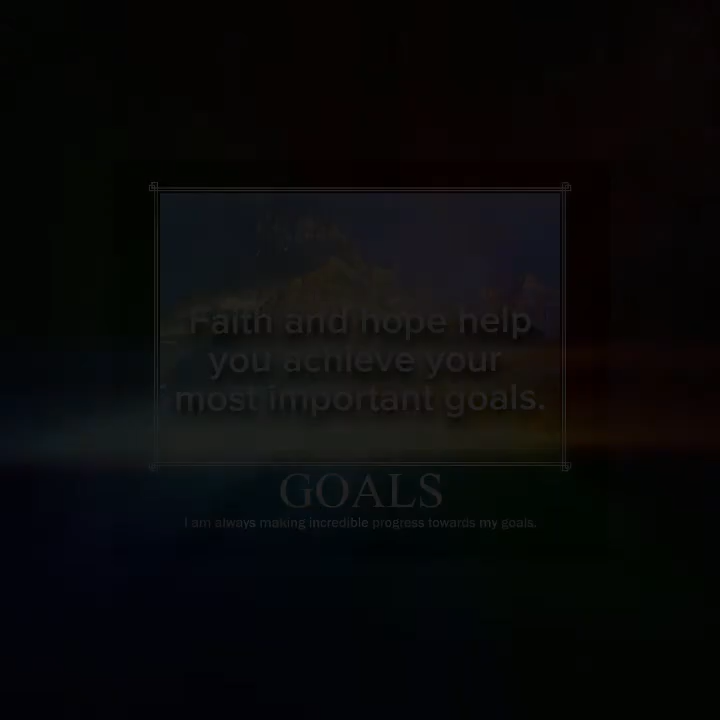 Faith and hope help
you achieve your
most important goals.
GOALS
I am always making incredible progress towards my goals.